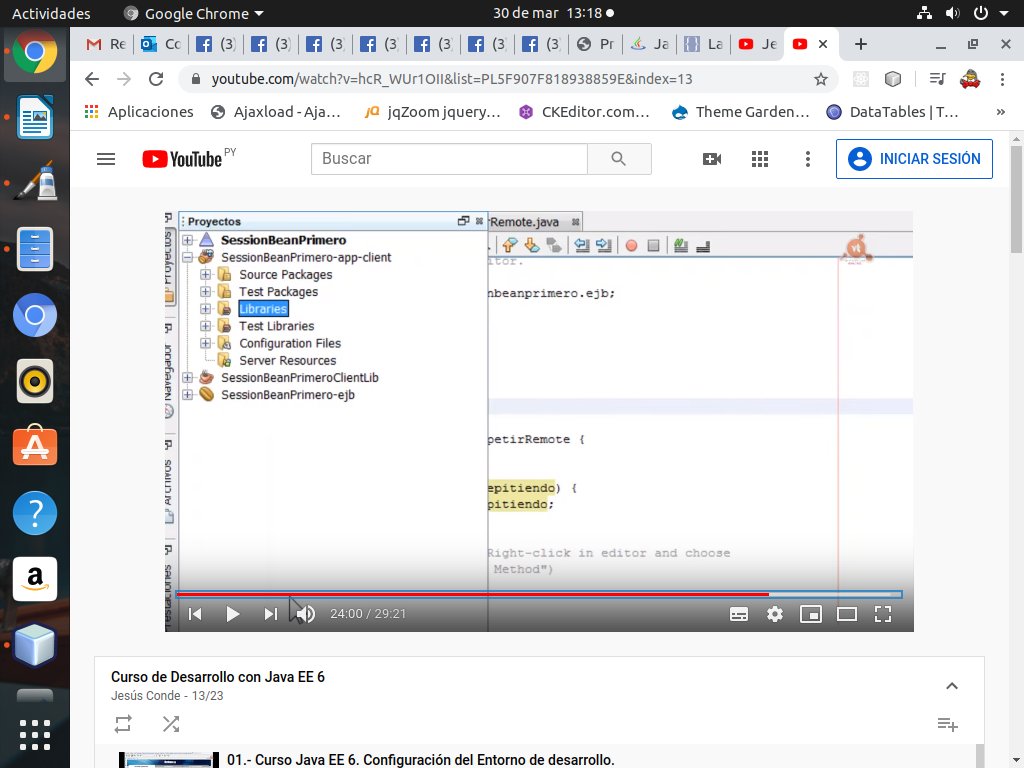 Actividades
Google Chrome
30 de mar 13:18
Re
Co
(3)
(3)
(3)
(3)
(3)
(3)
(3)
Pr
Ja
La
Je
youtube.com/watch?v=hcR_WUr1OII&list=PL5F907F818938859E&index=13
Aplicaciones
Ajaxload - Aja...
jqZoom jquery...
CKEditor.com...
Theme Garden...
DataTables | T...
»
YouTube PY
Buscar
INICIAR SESIÓN
Proyectos
rRemote.java
Proyectos
SessionBeanPrimero
SessionBeanPrimero-app-client
Source Packages
Test Packages
Libraries
Test Libraries
Configuration Files
Server Resources
SessionBeanPrimeroClientLib
SessionBeanPrimero-ejb
Navegador
Archivos
itor.
nbeanprimero.ejb;
petirRemote {
epitiendo) {
pitiendo;
Right-click in editor and choose
Method")
24:00 / 29:21
Curso de Desarrollo con Java EE 6
Jesús Conde - 13/23
01.- Curso Java EE 6. Configuración del Entorno de desarrollo.